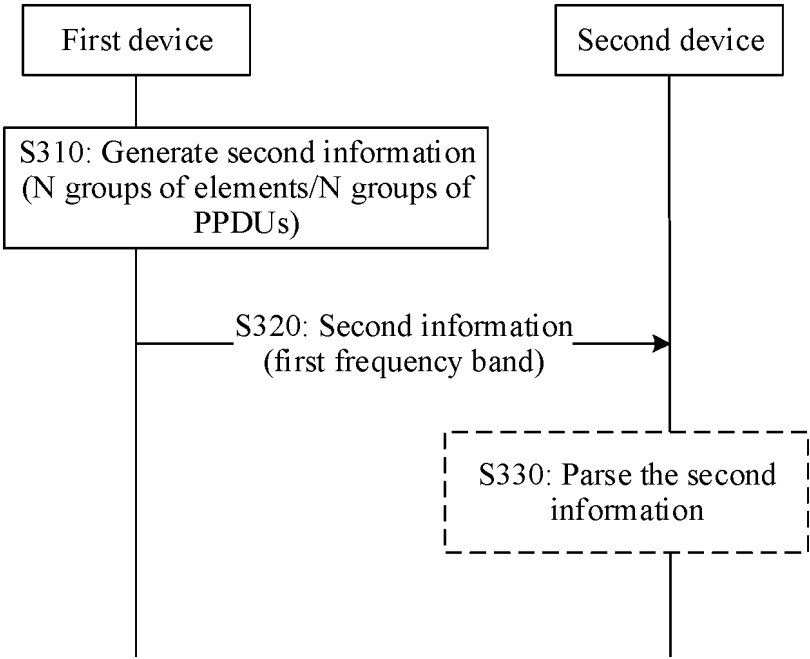 First device
Second device
S310: Generate second information
(N groups of elements/N groups of
PPDUs)
S320: Second information
(first frequency band)
S330: Parse the second
information